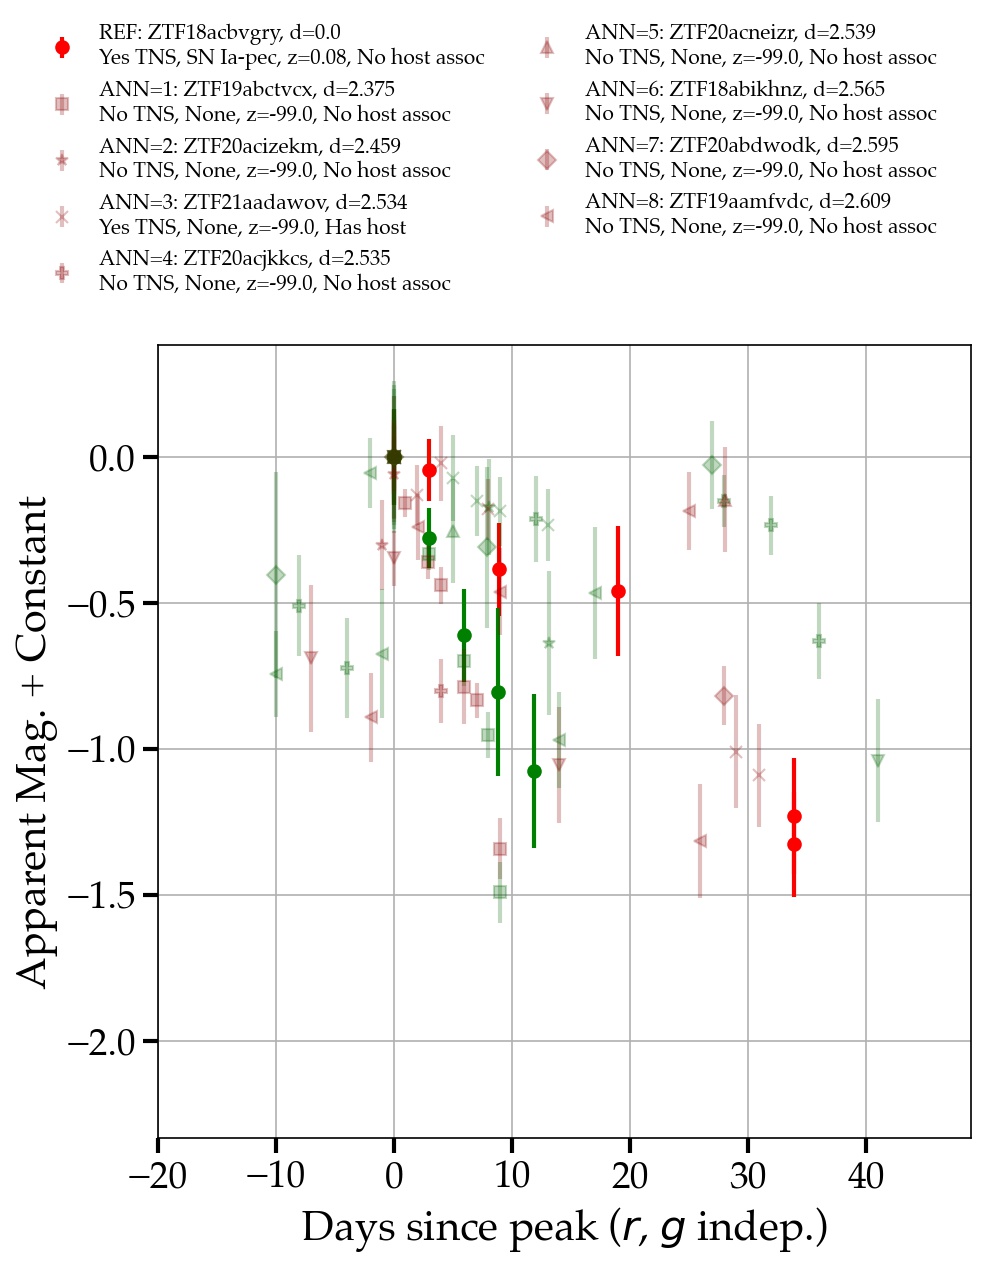 REF: ZTF18acbvgry, d=0.0
Yes TNS, SN Ia-pec, z=0.08, No host assoc
ANN=1: ZTF19abctvcx, d=2.375
No TNS, None, z=-99.0, No host assoc
ANN=2: ZTF20acizekm, d=2.459
No TNS, None, z=-99.0, No host assoc
ANN=3: ZTF21aadawov, d=2.534
Yes TNS, None, z=-99.0, Has host
ANN=4: ZTF20acjkkcs, d=2.535
No TNS, None, z=-99.0, No host assoc
ANN=5: ZTF20acneizr, d=2.539
No TNS, None, z=-99.0, No host assoc
ANN=6: ZTF18abikhnz, d=2.565
No TNS, None, z=-99.0, No host assoc
ANN=7: ZTF20abdwodk, d=2.595
No TNS, None, z=-99.0, No host assoc
ANN=8: ZTF19aamfvdc, d=2.609
No TNS, None, z=-99.0, No host assoc
Apparent Mag. + Constant
0.0
−0.5
−1.0
−1.5
−2.0
−20 −10 0 10 20 30 40
Days since peak (r, g indep.)